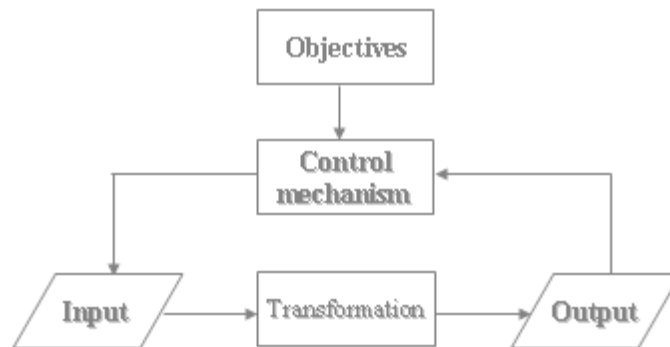 Objectives
Control
mechanism
Input
Transformation
Output